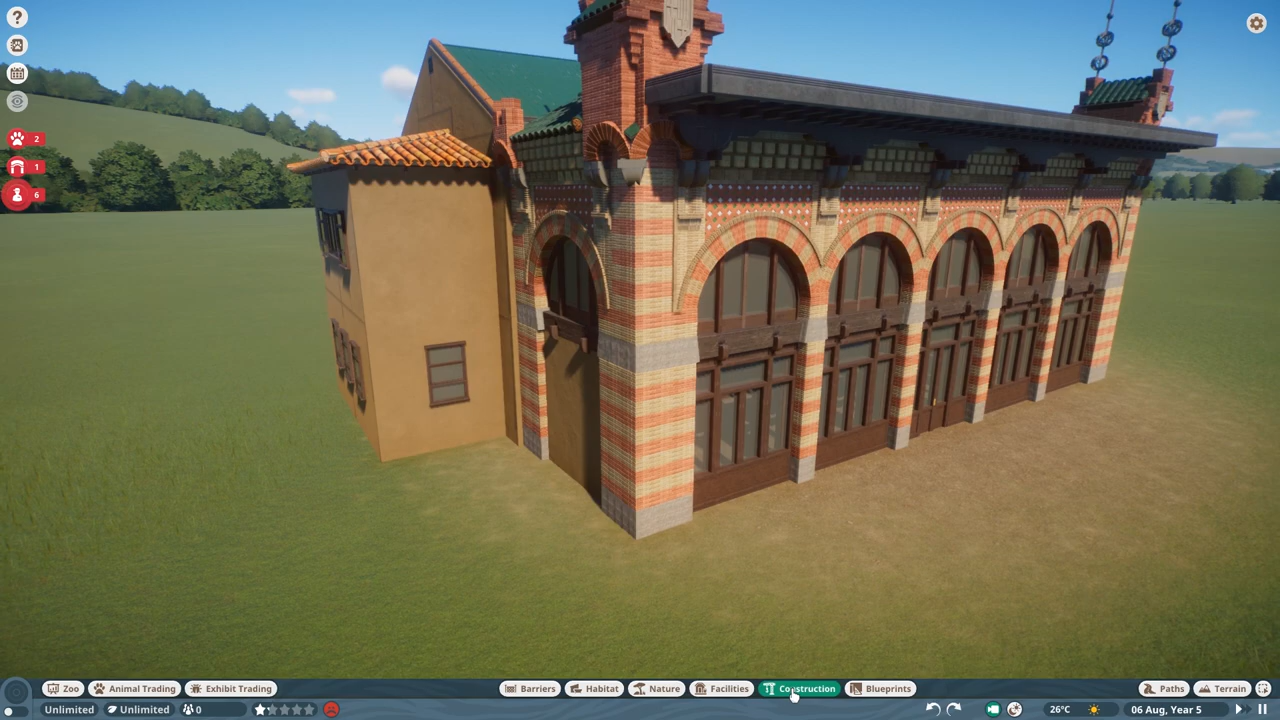 ?
2
1
6
Zoo Animal Trading Exhibit Trading Barriers Habitat Nature Facilities Construction Blueprints Paths Terrain
Unlimited Unlimited 0 26°C 06 Aug, Year 5